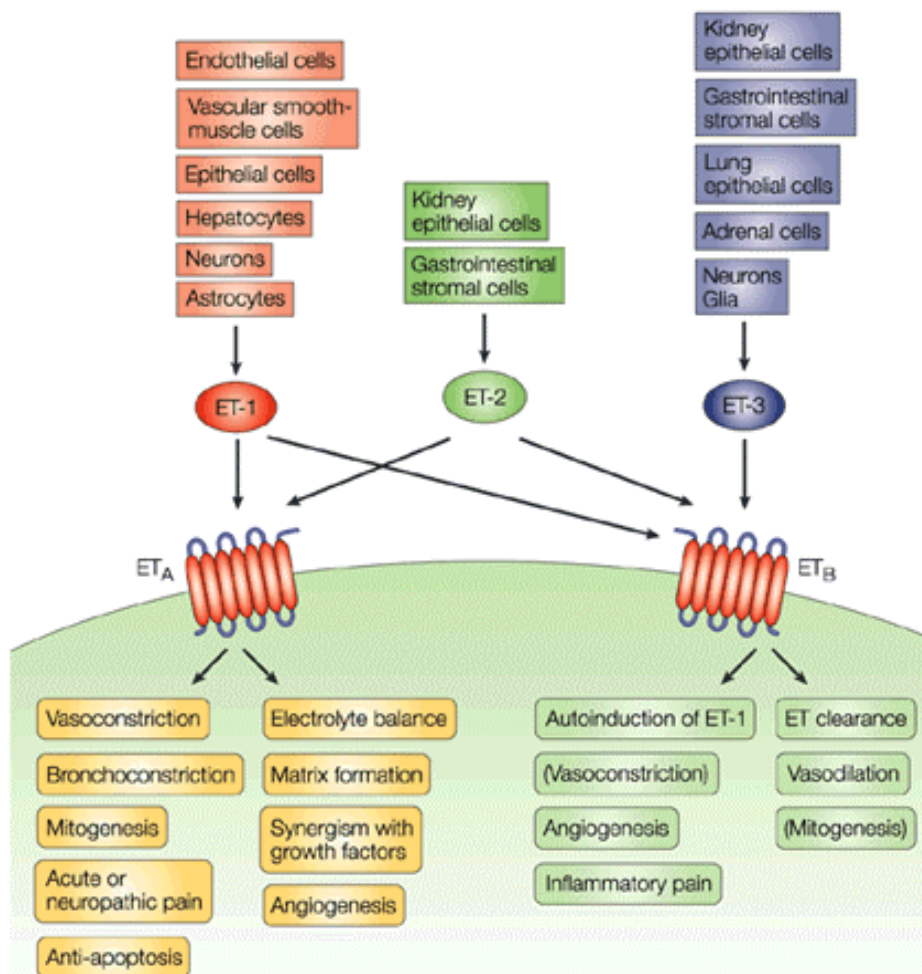 Endothelial cells
Vascular smooth-
muscle cells
Epithelial cells
Hepatocytes
Neurons
Astrocytes
Kidney
epithelial cells
Gastrointestinal
stromal cells
Kidney
epithelial cells
Gastrointestinal
stromal cells
Lung
epithelial cells
Adrenal cells
Neurons
Glia
ET-1
ET-2
ET-3
ETA
ETB
Vasoconstriction
Bronchoconstriction
Mitogenesis
Acute or
neuropathic pain
Anti-apoptosis
Electrolyte balance
Matrix formation
Synergism with
growth factors
Angiogenesis
Autoinduction of ET-1
(Vasoconstriction)
Angiogenesis
Inflammatory pain
ET clearance
Vasodilation
(Mitogenesis)